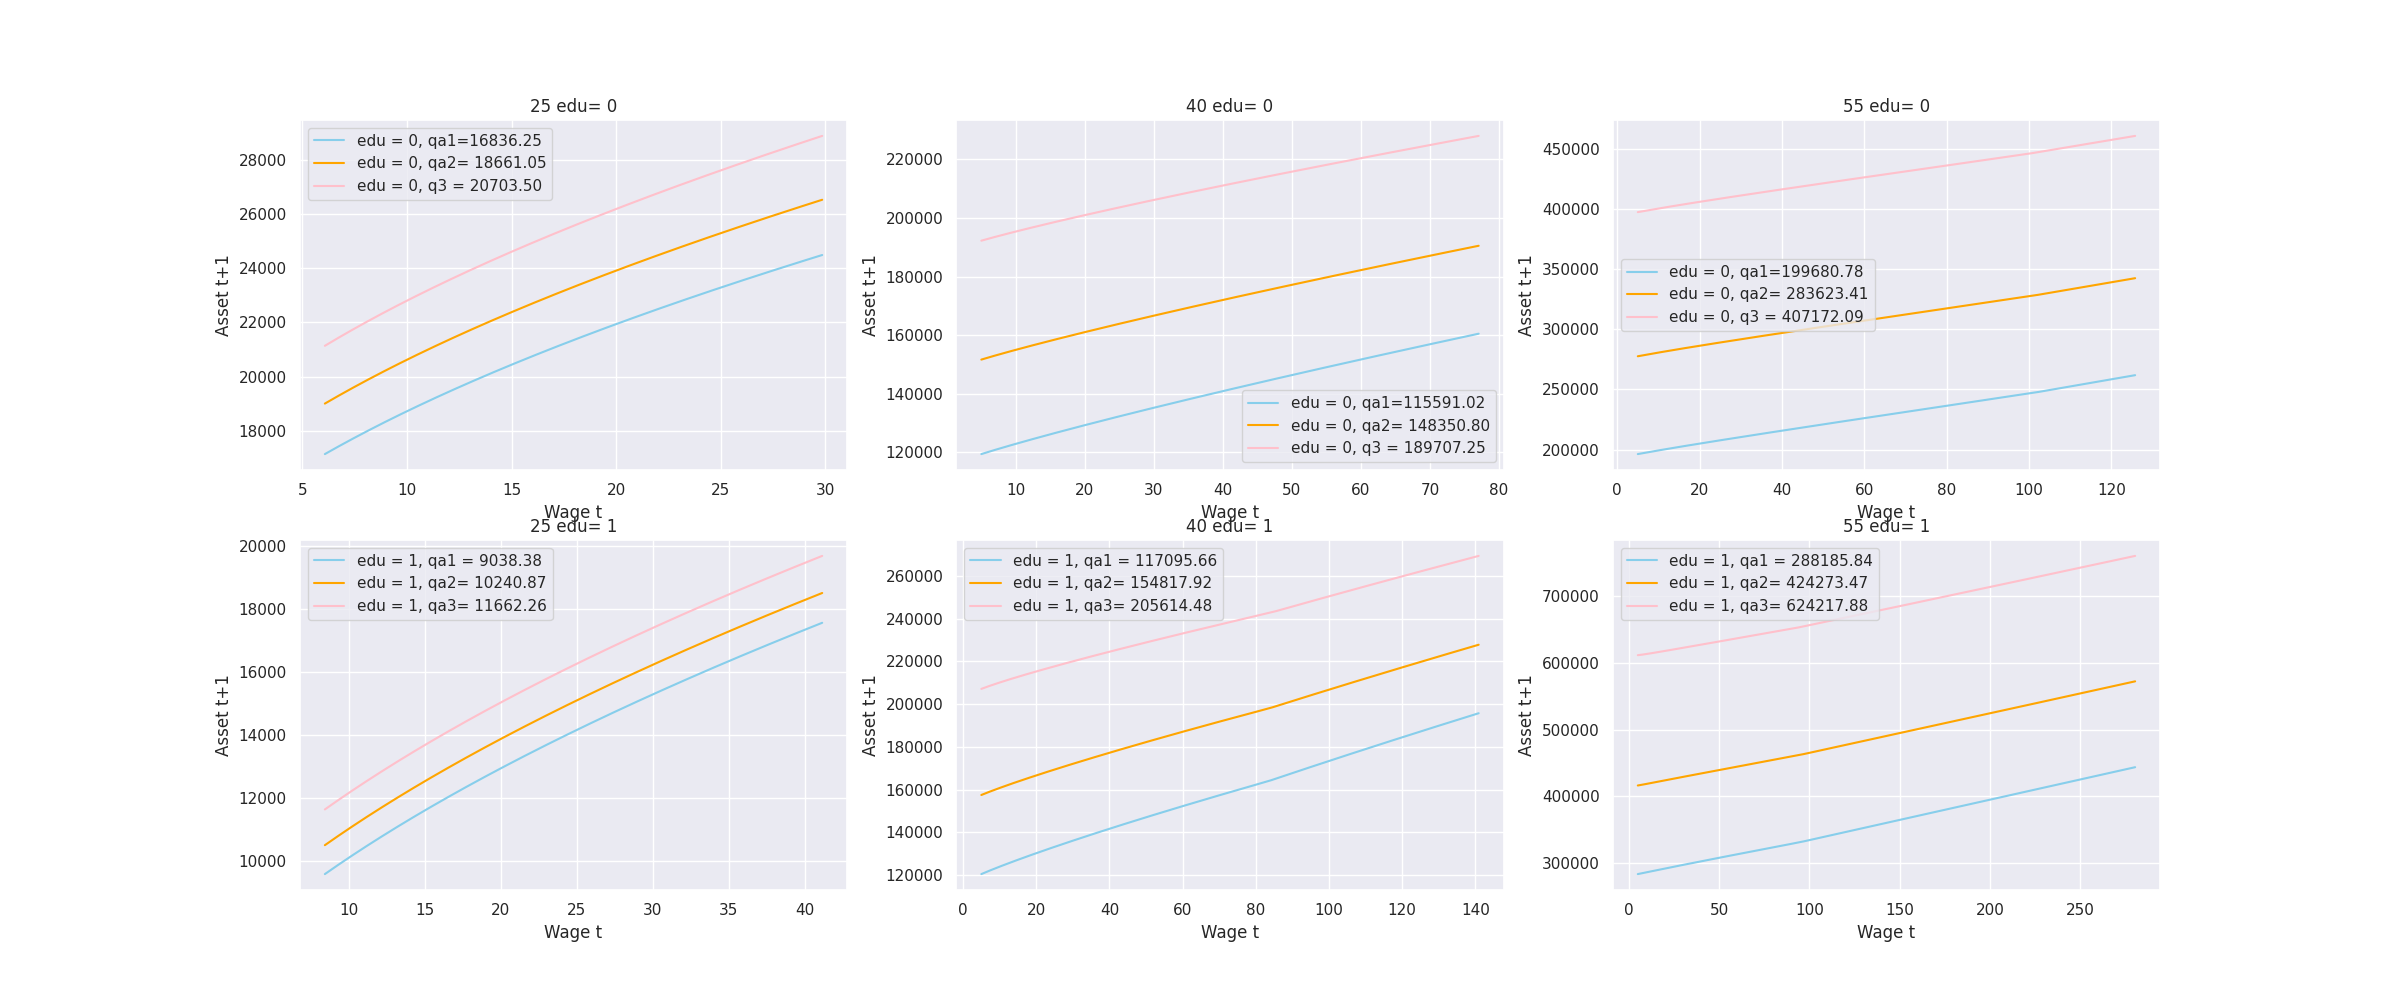 25 edu= 0
edu = 0, qa1=16836.25
edu = 0, qa2= 18661.05
edu = 0, q3 = 20703.50
28000
26000
24000
22000
20000
18000
Asset t+1
5 10 15 20 25 30
Wage t
40 edu= 0
220000
200000
180000
160000
140000
120000
Asset t+1
edu = 0, qa1=115591.02
edu = 0, qa2= 148350.80
edu = 0, q3 = 189707.25
10 20 30 40 50 60 70 80
Wage t
55 edu= 0
450000
400000
350000
300000
250000
200000
Asset t+1
edu = 0, qa1=199680.78
edu = 0, qa2= 283623.41
edu = 0, q3 = 407172.09
0 20 40 60 80 100 120
Wage t
25 edu= 1
edu = 1, qa1 = 9038.38
edu = 1, qa2= 10240.87
edu = 1, qa3= 11662.26
20000
18000
16000
14000
12000
10000
Asset t+1
10 15 20 25 30 35 40
Wage t
40 edu= 1
edu = 1, qa1 = 117095.66
edu = 1, qa2= 154817.92
edu = 1, qa3= 205614.48
260000
240000
220000
200000
180000
160000
140000
120000
Asset t+1
0 20 40 60 80 100 120 140
Wage t
55 edu= 1
edu = 1, qa1 = 288185.84
edu = 1, qa2= 424273.47
edu = 1, qa3= 624217.88
700000
600000
500000
400000
300000
Asset t+1
0 50 100 150 200 250
Wage t